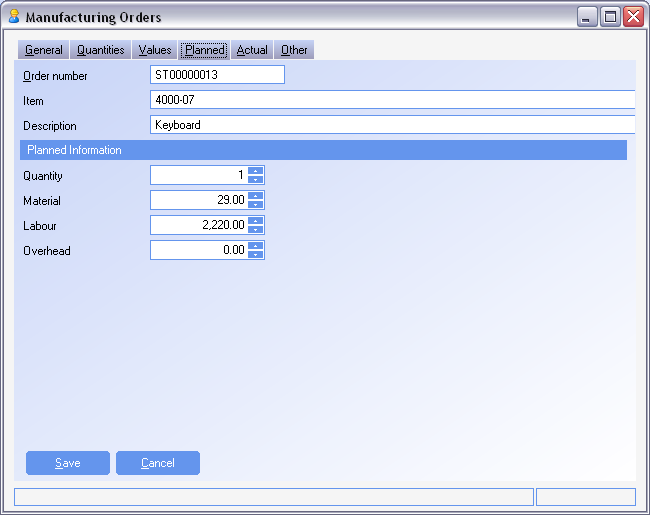 Manufacturing Orders
General Quantities Values Planned Actual Other
Order number ST00000013
Item 4000-07
Description Keyboard
Planned Information
Quantity 1
Material 29.00
Labour 2,220.00
Overhead 0.00
Save Cancel